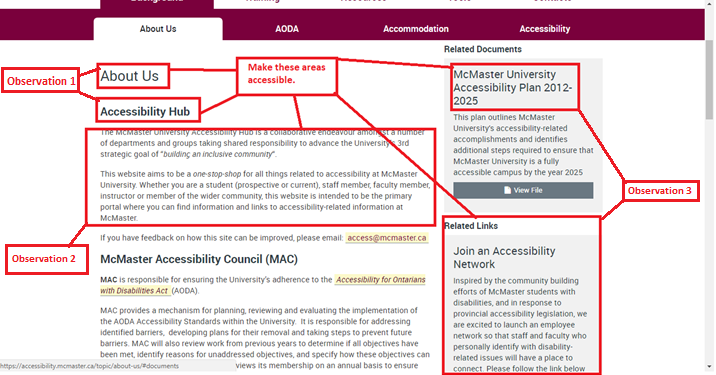 Background Training Resources Tools Contacts
About Us AODA Accommodation Accessibility
Observation 1
About Us
Accessibility Hub
Make these areas
accessible.
The McMaster University Accessibility Hub is a collaborative endeavour amongst a number
of departments and groups taking shared responsibility to advance the University's 3rd
strategic goal of "building an inclusive community".
This website aims to be a one-stop-shop for all things related to accessibility at McMaster
University. Whether you are a student (prospective or current), staff member, faculty member,
instructor or member of the wider community, this website is intended to be the primary
portal where you can find information and links to accessibility-related information at
McMaster.
Observation 2
If you have feedback on how this site can be improved, please email: access@mcmaster.ca
McMaster Accessibility Council (MAC)
MAC is responsible for ensuring the University's adherence to the Accessibility for Ontarians
with Disabilities Act (AODA).
MAC provides a mechanism for planning, reviewing and evaluating the implementation of
the AODA Accessibility Standards within the University. It is responsible for addressing
identified barriers, developing plans for their removal and taking steps to prevent future
barriers. MAC will also review work from previous years to determine if all objectives have
been met, identify reasons for unaddressed objectives, and specify how these objectives can
views its membership on an annual basis to ensure
https://accessibility.mcmaster.ca/topic/about-us/#documents
Related Documents
McMaster University
Accessibility Plan 2012-
2025
This plan outlines McMaster
University's accessibility-related
accomplishments and identifies
additional steps required to ensure that
McMaster University is a fully
accessible campus by the year 2025
View File
Observation 3
Related Links
Join an Accessibility
Network
Inspired by the community building
efforts of McMaster students with
disabilities, and in response to
provincial accessibility legislation, we
are excited to launch an employee
network so that staff and faculty who
personally identify with disability-
related issues will have a place to
connect. Please follow the link below